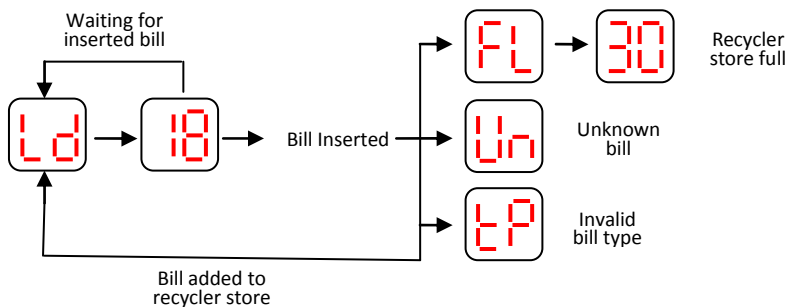 Waiting for
inserted bill
Ld
18
Bill Inserted
FL
30
Recycler
store full
Un
Unknown
bill
tP
Invalid
bill type
Bill added to
recycler store